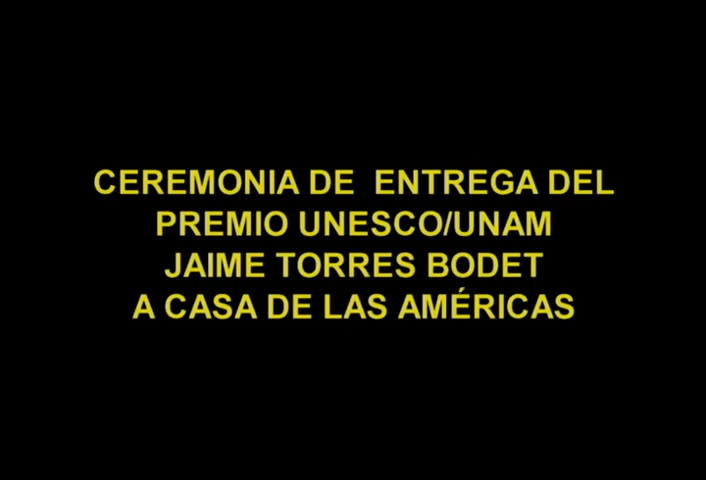 CEREMONIA DE ENTREGA DEL
PREMIO UNESCO/UNAM
JAIME TORRES BODET
A CASA DE LAS AMÉRICAS